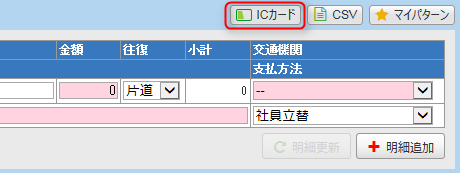 ICカード CSV マイパターン
金額 往復 小計 交通機関
支払方法
0 片道 0 --
社員立替
明細更新 明細追加